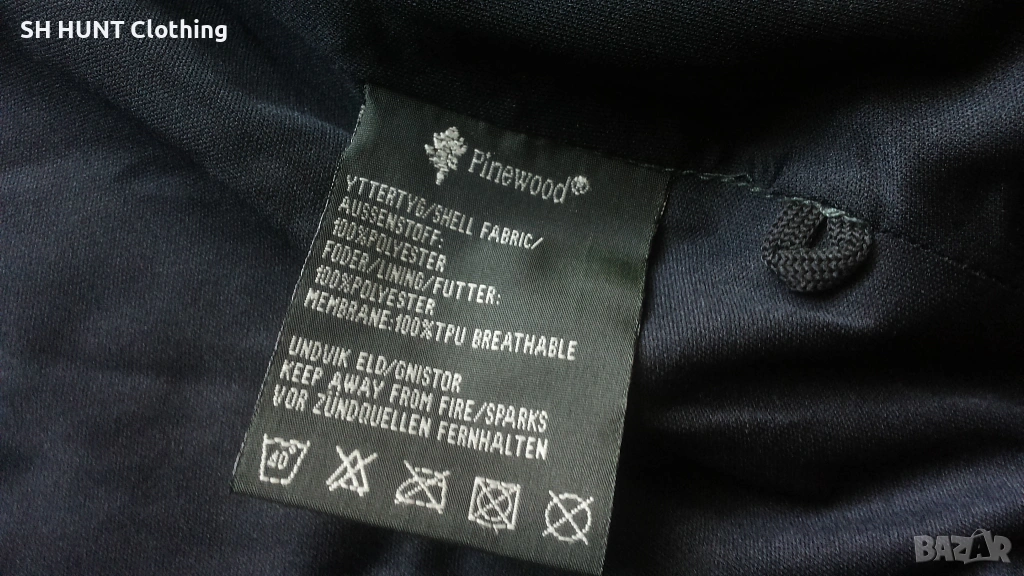 SH HUNT Clothing
Pinewood®
YTTERTYG/SHELL FABRIC/
AUSSENSTOFF:
100%POLYESTER
FODER/LINING/FUTTER:
100%POLYESTER
MEMBRANE:100%TPU BREATHABLE
UNDVIK ELD/GNISTOR
KEEP AWAY FROM FIRE/SPARKS
VOR ZÜNDQUELLEN FERNHALTEN
40°
BAZAR